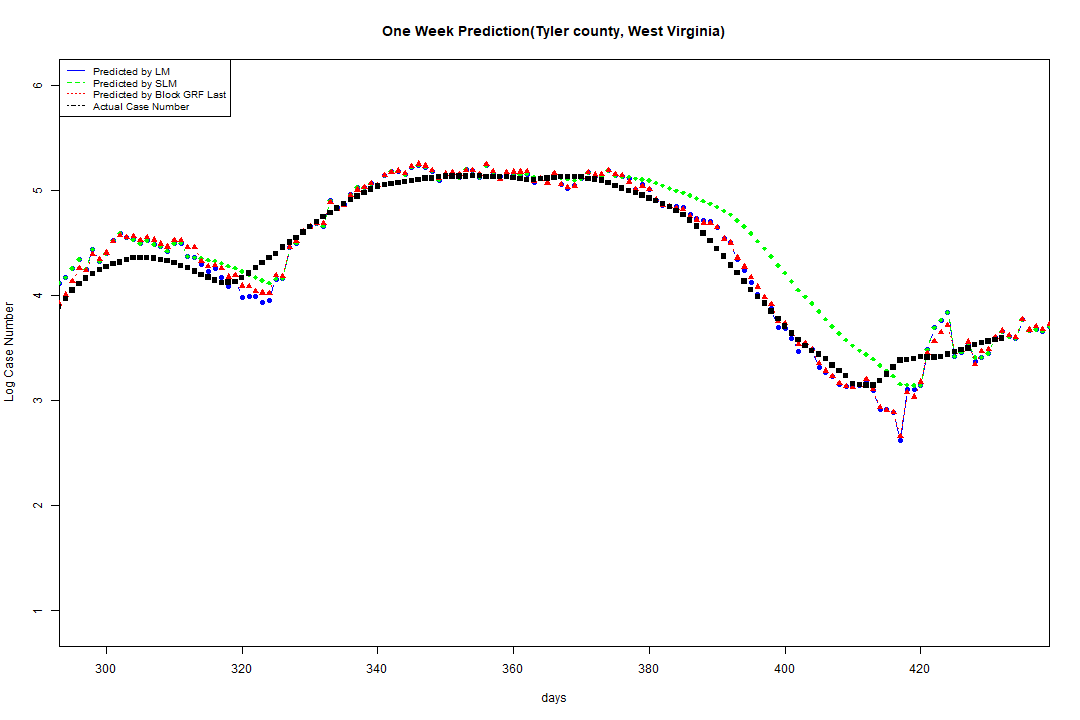 One Week Prediction(Tyler county, West Virginia)
Predicted by LM
Predicted by SLM
Predicted by Block GRF Last
Actual Case Number
6
5
4
3
2
1
Log Case Number
300 320 340 360 380 400 420
days